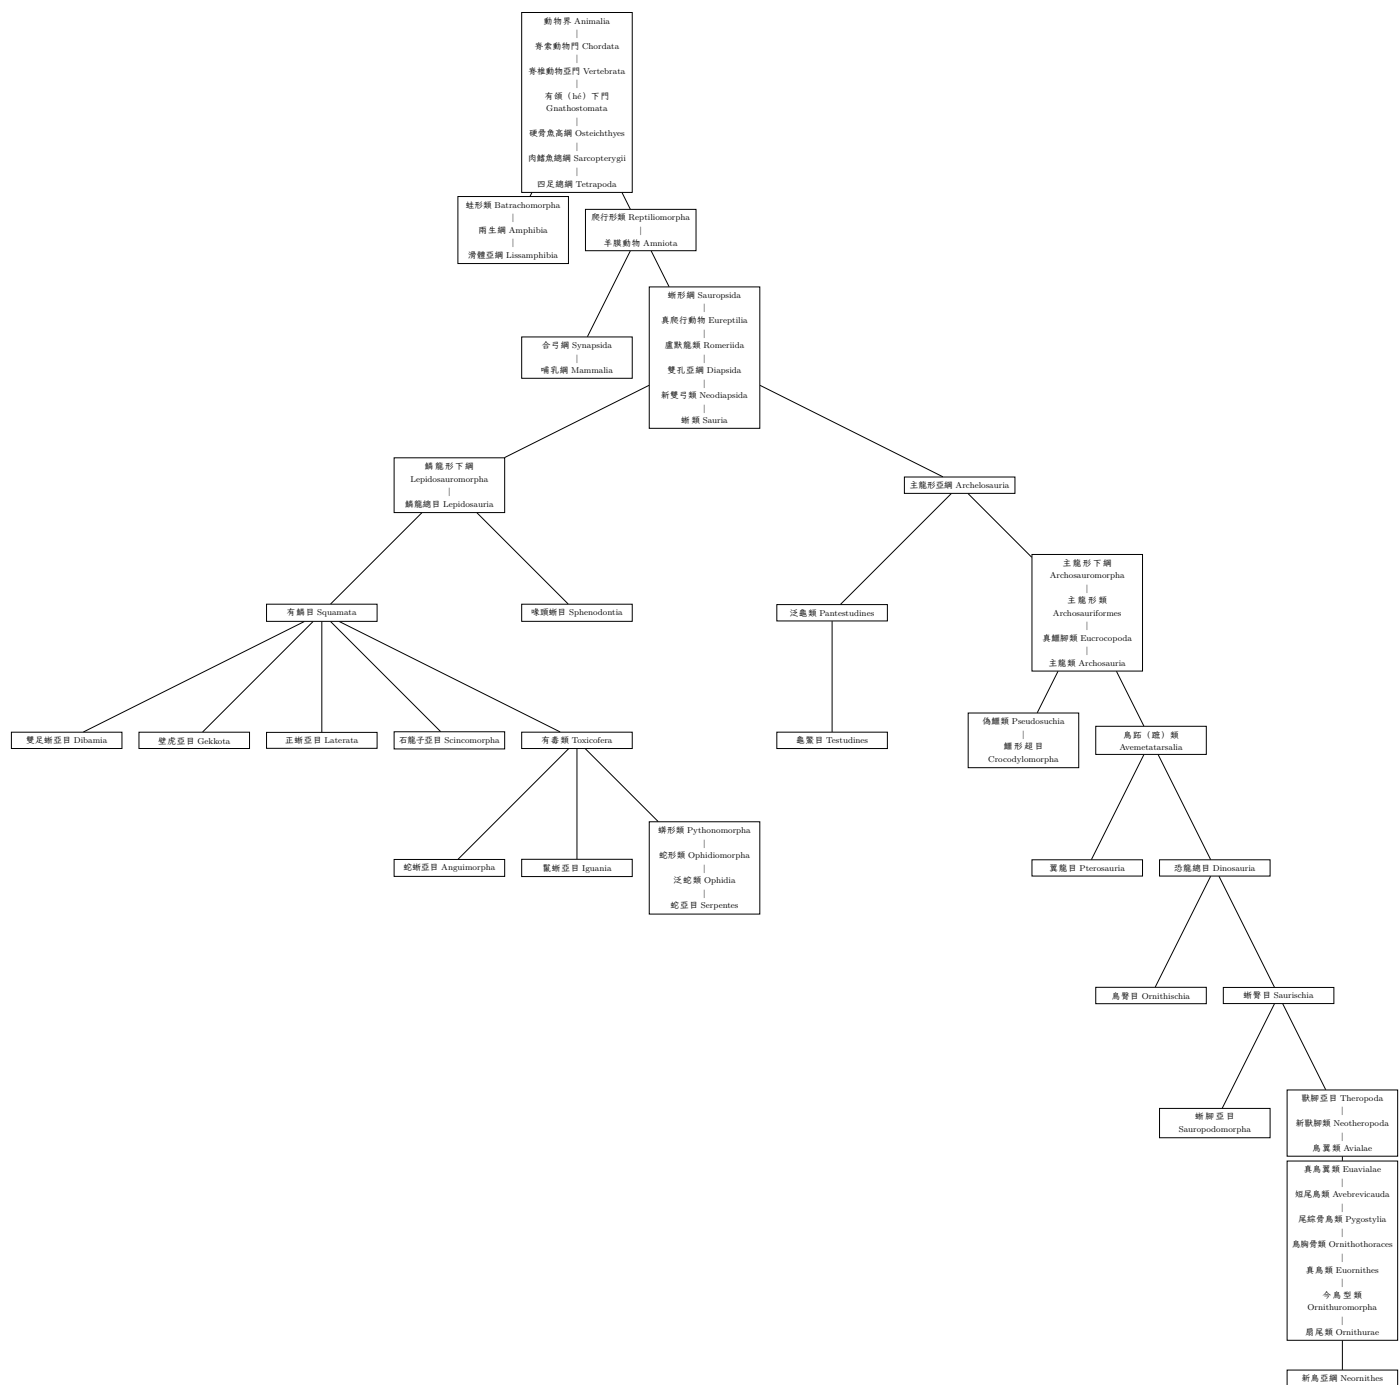 動物界 Animalia
|
脊索動物門 Chordata
|
脊椎動物亞門 Vertebrata
|
有頜（hé）下門
Gnathostomata
|
硬骨魚高綱 Osteichthyes
|
肉鰭魚總綱 Sarcopterygii
|
四足總綱 Tetrapoda
蛙形類 Batrachomorpha
|
兩生綱 Amphibia
|
滑體亞綱 Lissamphibia
爬行形類 Reptiliomorpha
|
羊膜動物 Amniota
合弓綱 Synapsida
|
哺乳綱 Mammalia
蜥形綱 Sauropsida
|
真爬行動物 Eureptilia
|
盧默龍類 Romeriida
|
雙孔亞綱 Diapsida
|
新雙弓類 Neodiapsida
|
蜥類 Sauria
鱗龍形下綱
Lepidosauromorpha
|
鱗龍總目 Lepidosauria
主龍形亞綱 Archelosauria
主龍形下綱
Archosauromorpha
|
主龍形類
Archosauriformes
|
真鱷腳類 Eucrocopoda
|
主龍類 Archosauria
有鱗目 Squamata
喙頭蜥目 Sphenodontia
泛龜類 Pantestudines
雙足蜥亞目 Dibamia
壁虎亞目 Gekkota
正蜥亞目 Laterata
石龍子亞目 Scincomorpha
有毒類 Toxicofera
龜鱉目 Testudines
偽鱷類 Pseudosuchia
|
鱷形超目
Crocodylomorpha
鳥跖（蹠）類
Avemetatarsalia
蛇蜥亞目 Anguimorpha
鬣蜥亞目 Iguania
蟒形類 Pythonomorpha
|
蛇形類 Ophidiomorpha
|
泛蛇類 Ophidia
|
蛇亞目 Serpentes
翼龍目 Pterosauria
恐龍總目 Dinosauria
鳥臀目 Ornithischia
蜥臀目 Saurischia
蜥腳亞目
Sauropodomorpha
獸腳亞目 Theropoda
|
新獸腳類 Neotheropoda
|
鳥翼類 Avialae
真鳥翼類 Euavialae
|
短尾鳥類 Avebrevicauda
|
尾綜骨鳥類 Pygostylia
|
鳥胸骨類 Ornithothoraces
|
真鳥類 Euornithes
|
今鳥型類
Ornithuromorpha
|
扇尾類 Ornithurae
新鳥亞綱 Neornithes